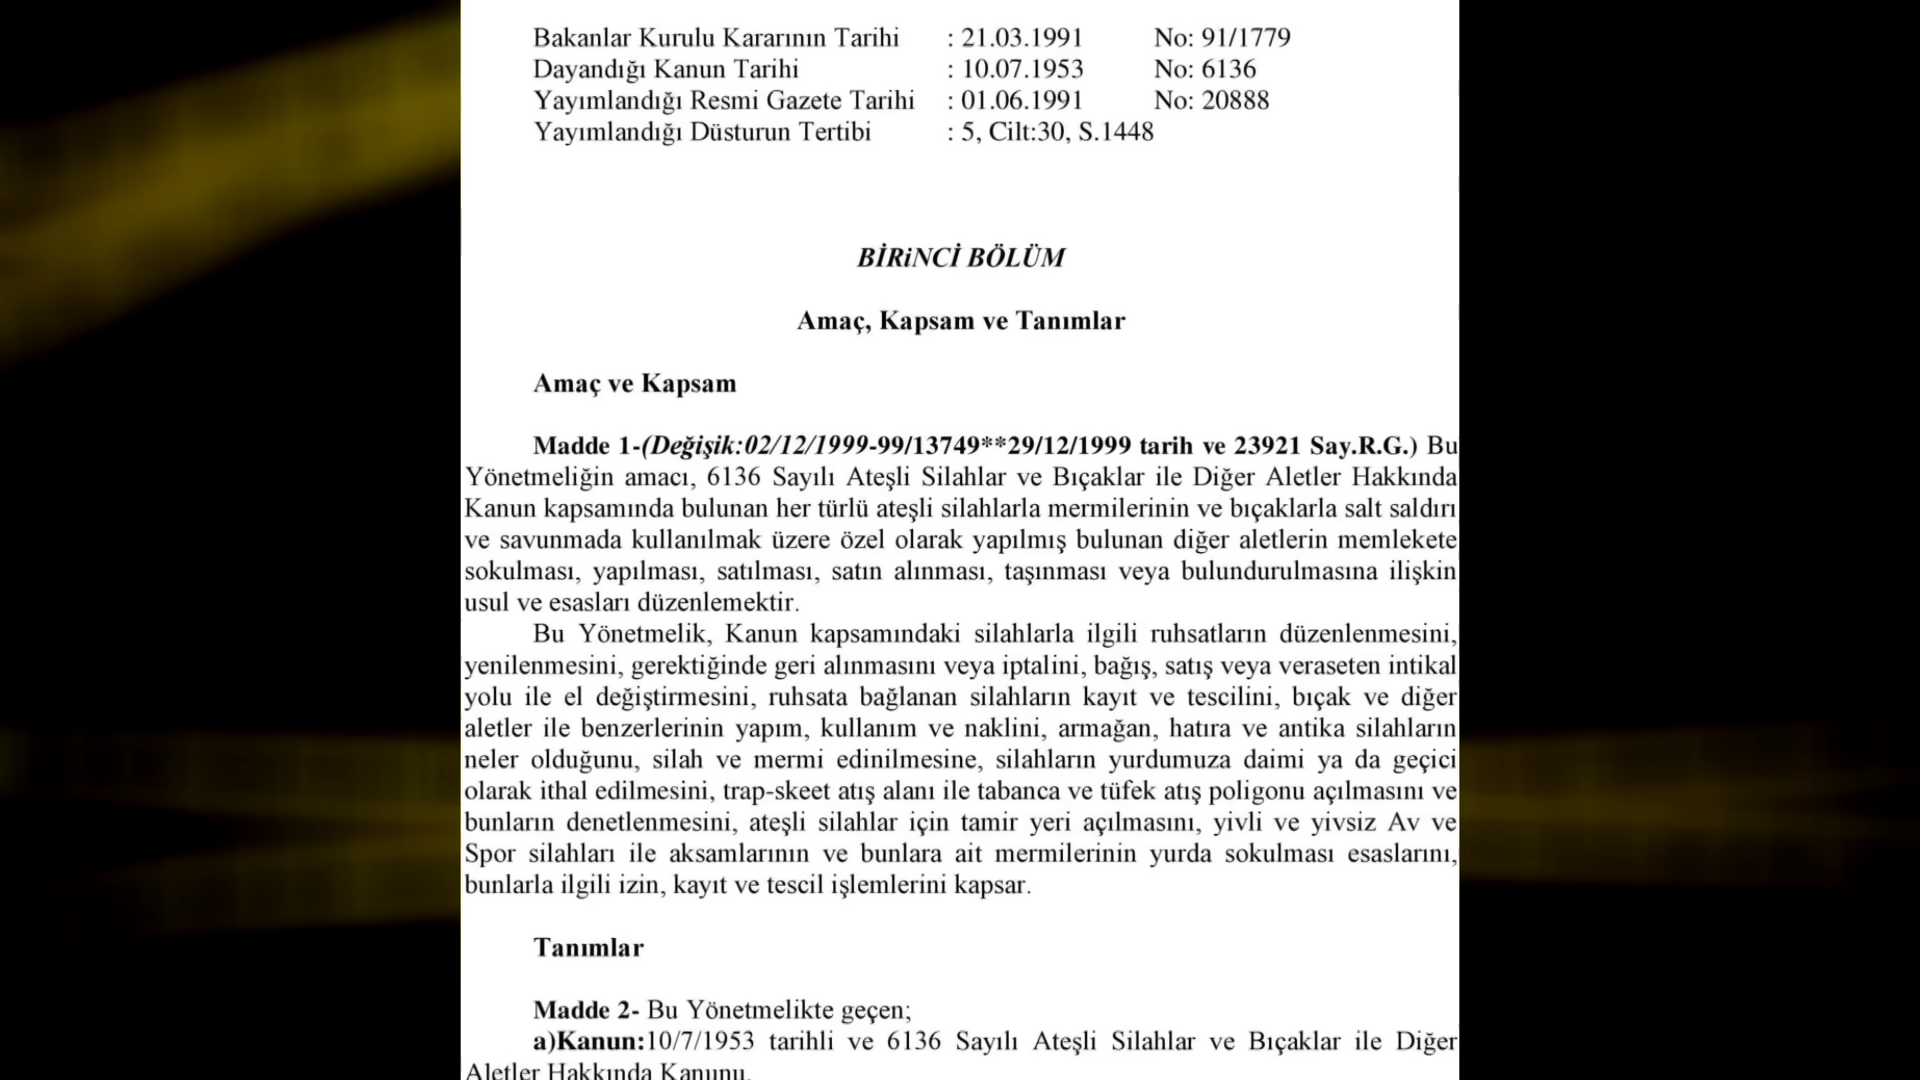 Bakanlar Kurulu Kararının Tarihi : 21.03.1991 No: 91/1779
Dayandığı Kanun Tarihi : 10.07.1953 No: 6136
Yayımlandığı Resmi Gazete Tarihi : 01.06.1991 No: 20888
Yayımlandığı Düsturun Tertibi : 5, Cilt:30, S.1448
BİRiNCİ BÖLÜM
Amaç, Kapsam ve Tanımlar
Amaç ve Kapsam
Madde 1-(Değişik:02/12/1999-99/13749**29/12/1999 tarih ve 23921 Say.R.G.) Bu
Yönetmeliğin amacı, 6136 Sayılı Ateşli Silahlar ve Bıçaklar ile Diğer Aletler Hakkında
Kanun kapsamında bulunan her türlü ateşli silahlarla mermilerinin ve bıçaklarla salt saldırı
ve savunmada kullanılmak üzere özel olarak yapılmış bulunan diğer aletlerin memlekete
sokulması, yapılması, satılması, satın alınması, taşınması veya bulundurulmasına ilişkin
usul ve esasları düzenlemektir.
Bu Yönetmelik, Kanun kapsamındaki silahlarla ilgili ruhsatların düzenlenmesini,
yenilenmesini, gerektiğinde geri alınmasını veya iptalini, bağış, satış veya veraseten intikal
yolu ile el değiştirmesini, ruhsata bağlanan silahların kayıt ve tescilini, bıçak ve diğer
aletler ile benzerlerinin yapım, kullanım ve naklini, armağan, hatıra ve antika silahların
neler olduğunu, silah ve mermi edinilmesine, silahların yurdumuza daimi ya da geçici
olarak ithal edilmesini, trap-skeet atış alanı ile tabanca ve tüfek atış poligonu açılmasını ve
bunların denetlenmesini, ateşli silahlar için tamir yeri açılmasını, yivli ve yivsiz Av ve
Spor silahları ile aksamlarının ve bunlara ait mermilerinin yurda sokulması esaslarını,
bunlarla ilgili izin, kayıt ve tescil işlemlerini kapsar.
Tanımlar
Madde 2- Bu Yönetmelikte geçen;
a)Kanun:10/7/1953 tarihli ve 6136 Sayılı Ateşli Silahlar ve Bıçaklar ile Diğer
Aletler Hakkında Kanunu,